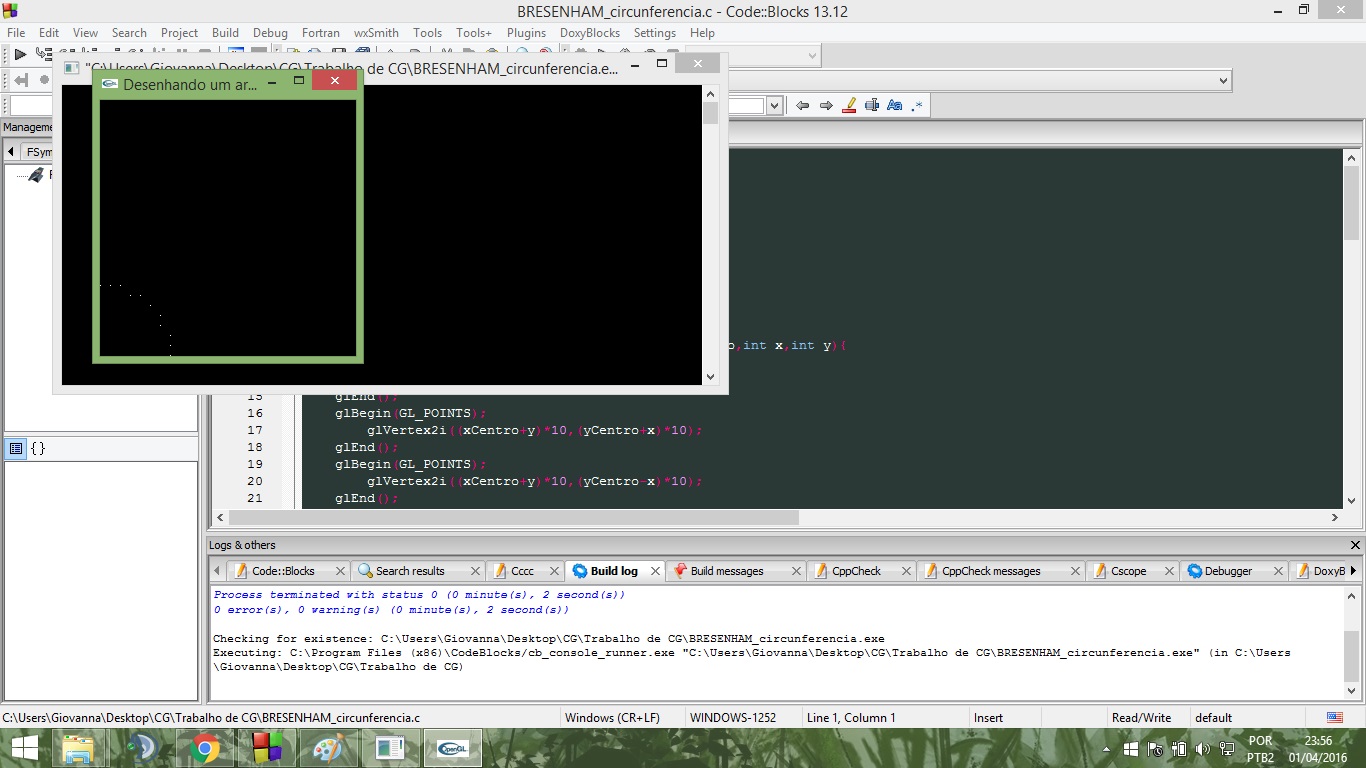 BRESENHAM_circunferencia.c - Code::Blocks 13.12
File Edit View Search Project Build Debug Fortran wxSmith Tools Tools+ Plugins DoxyBlocks Settings Help
"C:\Users\Giovanna\Desktop\CG\Trabalho de CG\BRESENHAM_circunferencia.e...
Desenhando um ar...
Manageme
FSym
,int x,int y){
15 glEnd();
16 glBegin(GL_POINTS);
17 glVertex2i((xCentro+y)*10,(yCentro+x)*10);
18 glEnd();
19 glBegin(GL_POINTS);
20 glVertex2i((xCentro+y)*10,(yCentro-x)*10);
21 glEnd();
{}
Logs & others
Code::Blocks Search results Cccc Build log Build messages CppCheck CppCheck messages Cscope Debugger DoxyB
Process terminated with status 0 (0 minute(s), 2 second(s))
0 error(s), 0 warning(s) (0 minute(s), 2 second(s))
Checking for existence: C:\Users\Giovanna\Desktop\CG\Trabalho de CG\BRESENHAM_circunferencia.exe
Executing: C:\Program Files (x86)\CodeBlocks/cb_console_runner.exe "C:\Users\Giovanna\Desktop\CG\Trabalho de CG\BRESENHAM_circunferencia.exe" (in C:\Users
\Giovanna\Desktop\CG\Trabalho de CG)
C:\Users\Giovanna\Desktop\CG\Trabalho de CG\BRESENHAM_circunferencia.c Windows (CR+LF) WINDOWS-1252 Line 1, Column 1 Insert Read/Write default
OpenGL
POR 23:56
PTB2 01/04/2016